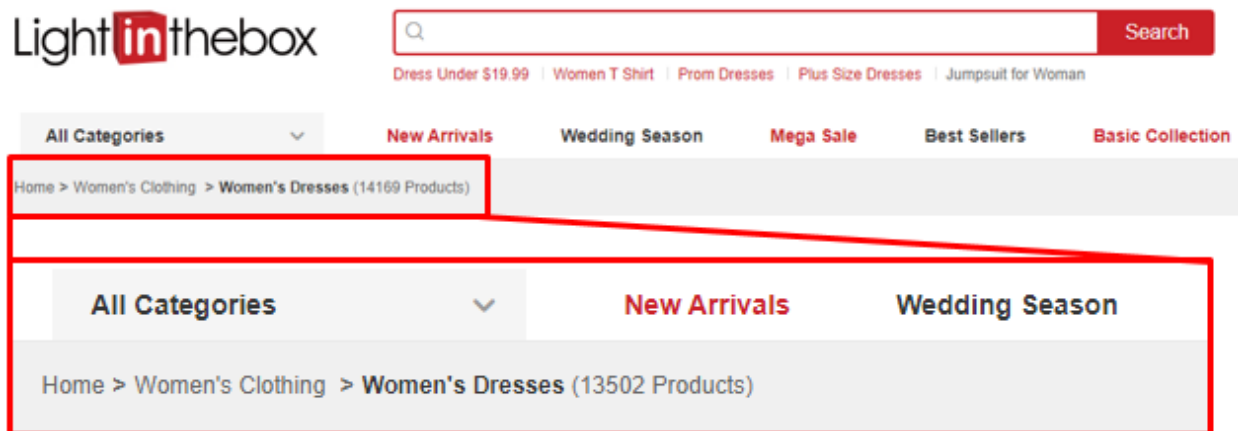 Lightinthebox
Search
Dress Under $19.99 | Women T Shirt | Prom Dresses | Plus Size Dresses | Jumpsuit for Woman
All Categories New Arrivals Wedding Season Mega Sale Best Sellers Basic Collection
Home > Women's Clothing > Women's Dresses (14169 Products)
All Categories New Arrivals Wedding Season
Home > Women's Clothing > Women's Dresses (13502 Products)